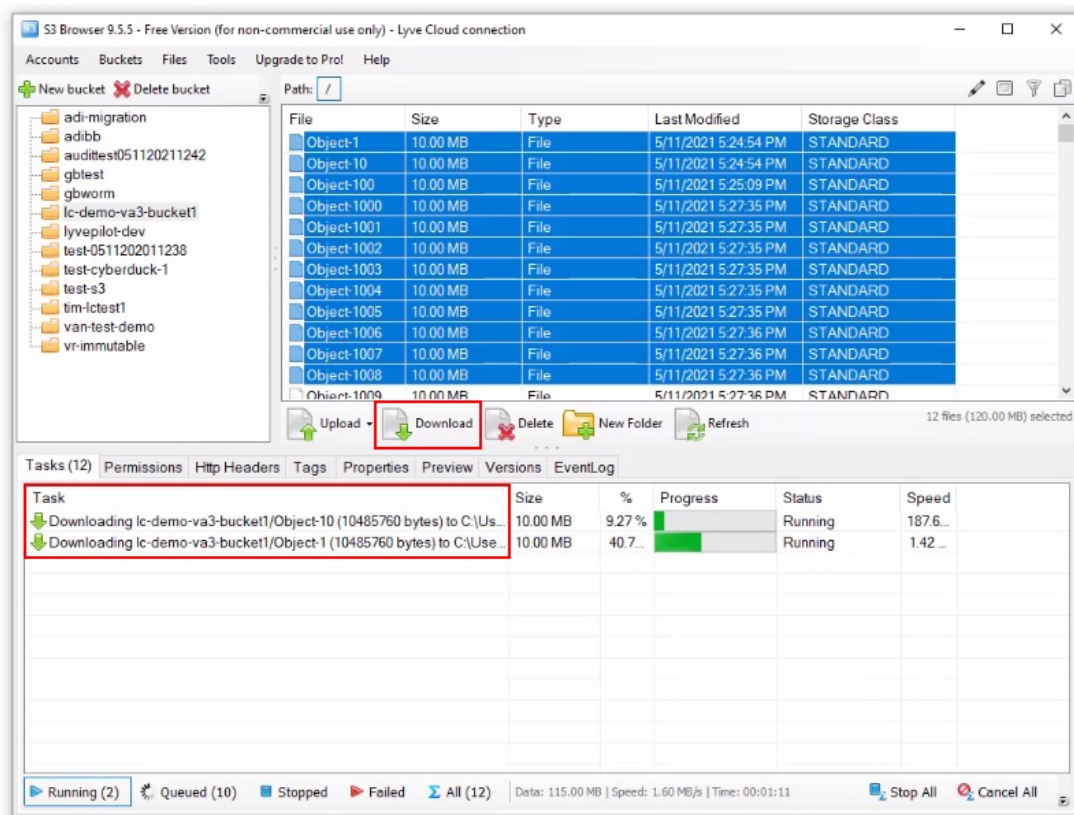 S3 Browser 9.5.5 - Free Version (for non-commercial use only) - Lyve Cloud connection
Accounts Buckets Files Tools Upgrade to Pro! Help
New bucket Delete bucket
Path: /
adi-migration
adibb
audittest051120211242
gbtest
gbworm
lc-demo-va3-bucket1
lyvepilot-dev
test-0511202011238
test-cyberduck-1
test-s3
tim-lctest1
van-test-demo
vr-immutable
File Size Type Last Modified Storage Class
Object-1 10.00 MB File 5/11/2021 5:24:54 PM STANDARD
Object-10 10.00 MB File 5/11/2021 5:24:54 PM STANDARD
Object-100 10.00 MB File 5/11/2021 5:25:09 PM STANDARD
Object-1000 10.00 MB File 5/11/2021 5:27:35 PM STANDARD
Object-1001 10.00 MB File 5/11/2021 5:27:35 PM STANDARD
Object-1002 10.00 MB File 5/11/2021 5:27:35 PM STANDARD
Object-1003 10.00 MB File 5/11/2021 5:27:35 PM STANDARD
Object-1004 10.00 MB File 5/11/2021 5:27:35 PM STANDARD
Object-1005 10.00 MB File 5/11/2021 5:27:35 PM STANDARD
Object-1006 10.00 MB File 5/11/2021 5:27:36 PM STANDARD
Object-1007 10.00 MB File 5/11/2021 5:27:36 PM STANDARD
Object-1008 10.00 MB File 5/11/2021 5:27:36 PM STANDARD
Object-1009 10.00 MB File 5/11/2021 5:27:36 PM STANDARD
Upload Download Delete New Folder Refresh
12 files (120.00 MB) selected
Tasks (12) Permissions Http Headers Tags Properties Preview Versions EventLog
Task Size % Progress Status Speed
Downloading lc-demo-va3-bucket1/Object-10 (10485760 bytes) to C:\Us... 10.00 MB 9.27 % Running 187.6...
Downloading lc-demo-va3-bucket1/Object-1 (10485760 bytes) to C:\Use... 10.00 MB 40.7... Running 1.42 ...
Running (2) Queued (10) Stopped Failed All (12) Data: 115.00 MB | Speed: 1.60 MB/s | Time: 00:01:11 Stop All Cancel All